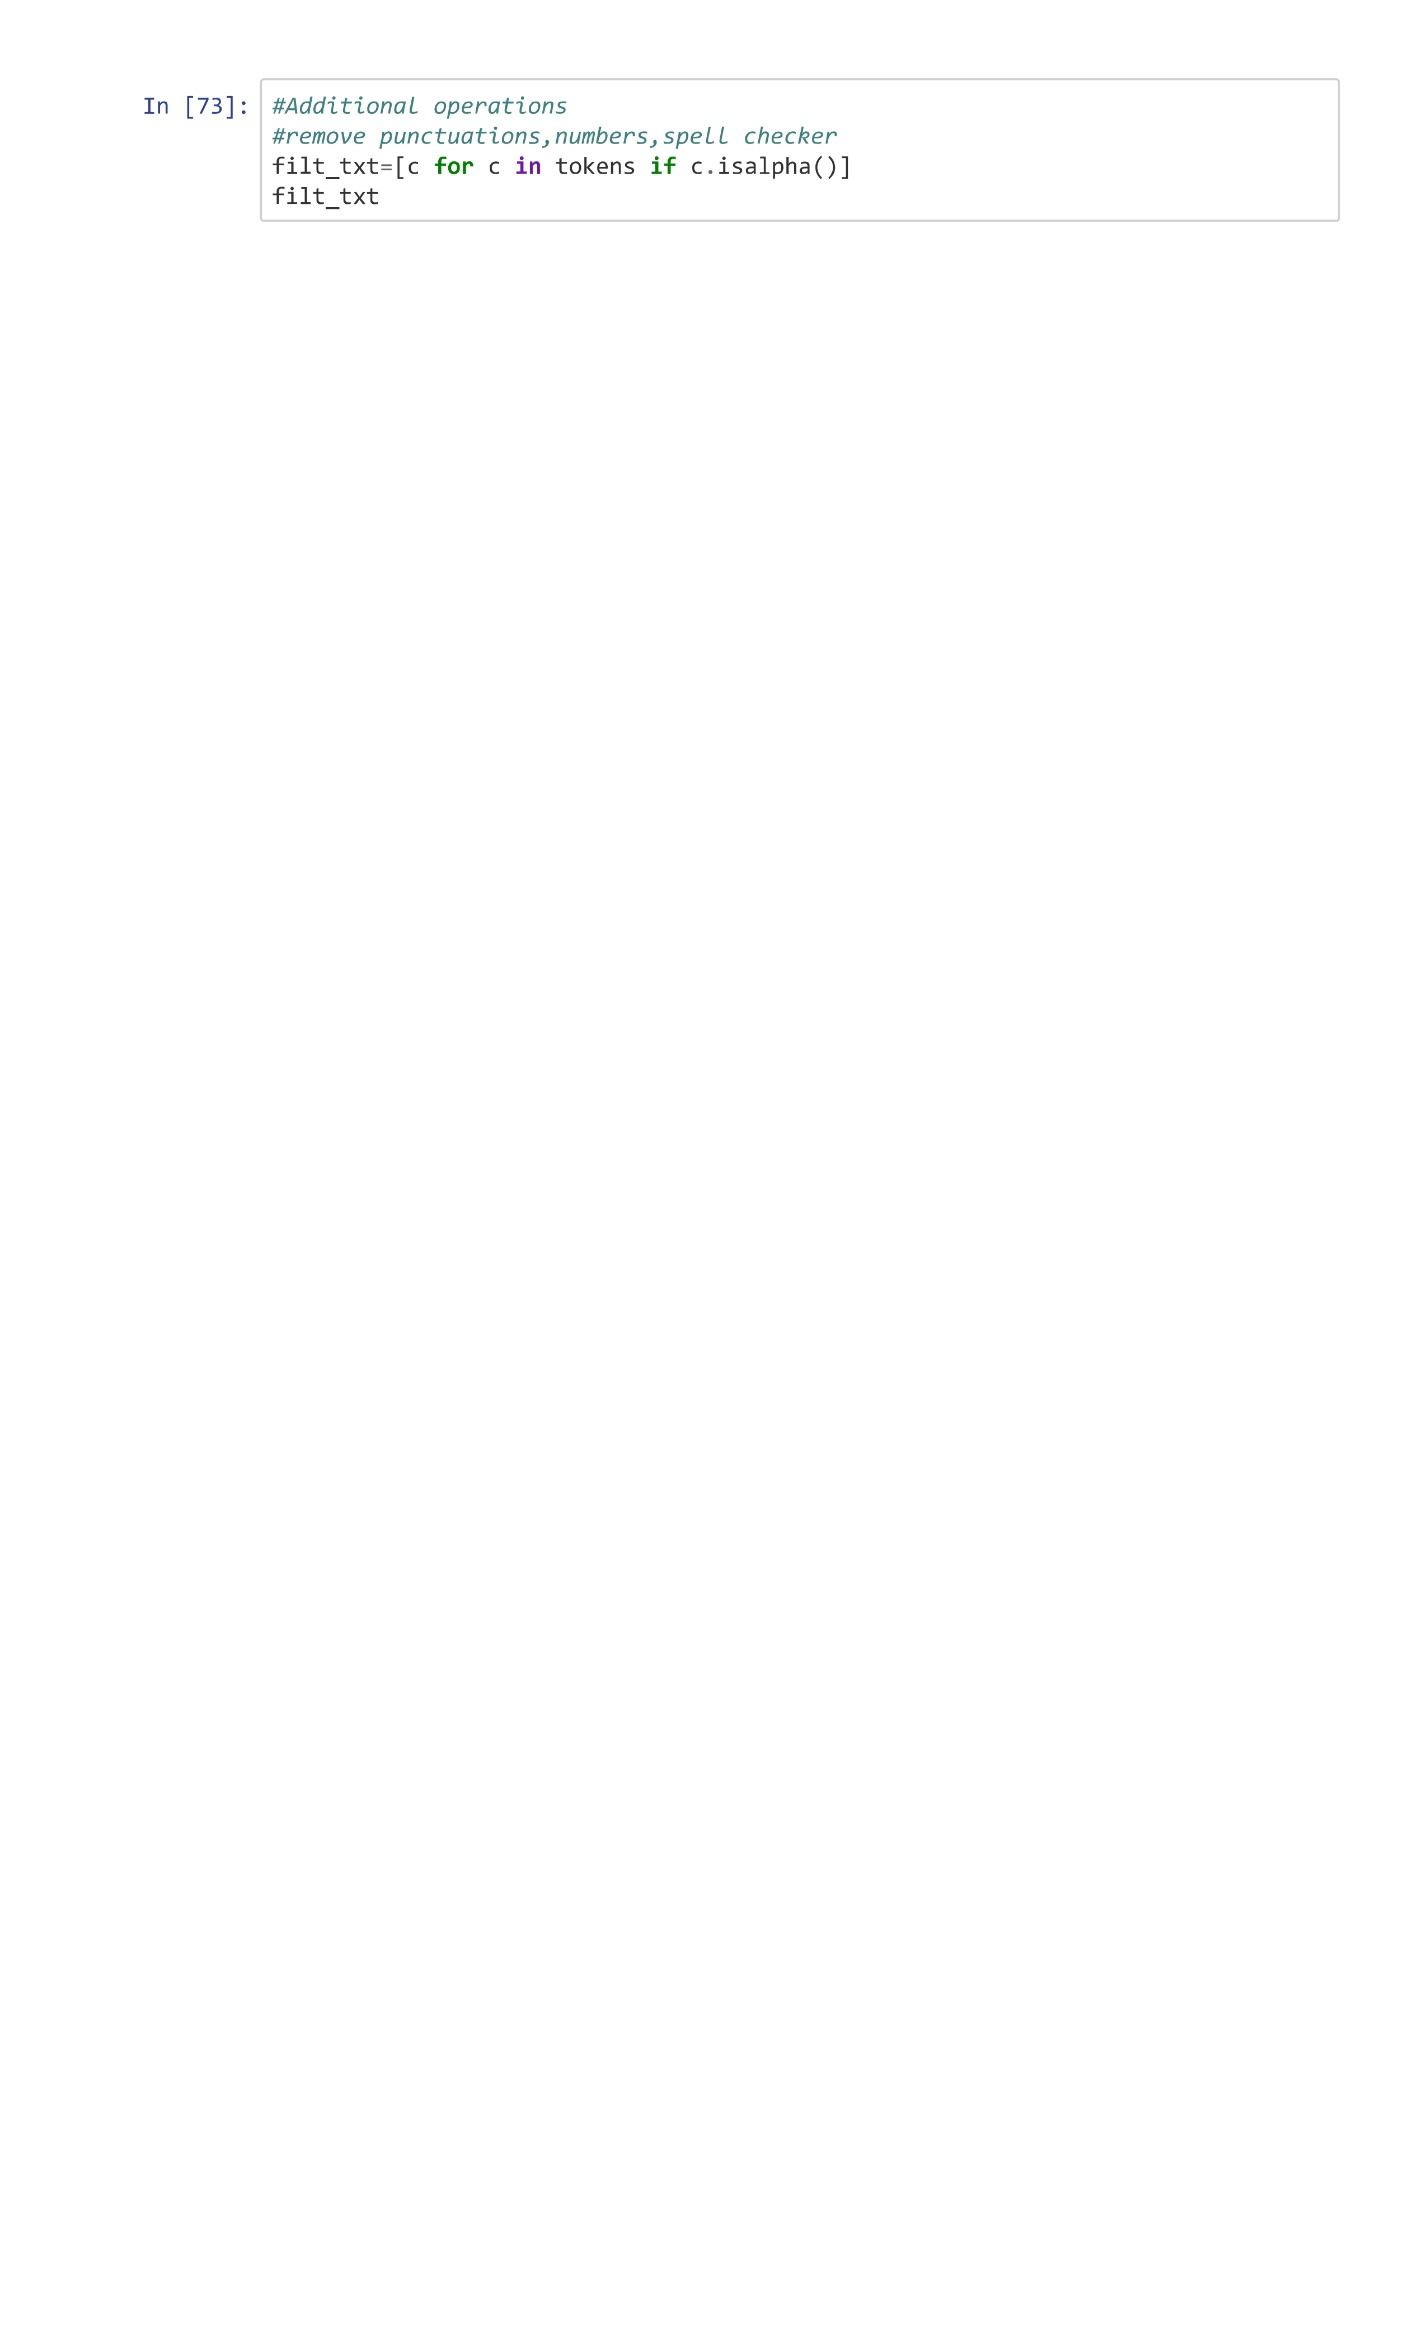 In [73]: #Additional operations
#remove punctuations,numbers,spell checker
filt_txt=[c for c in tokens if c.isalpha()]
filt_txt